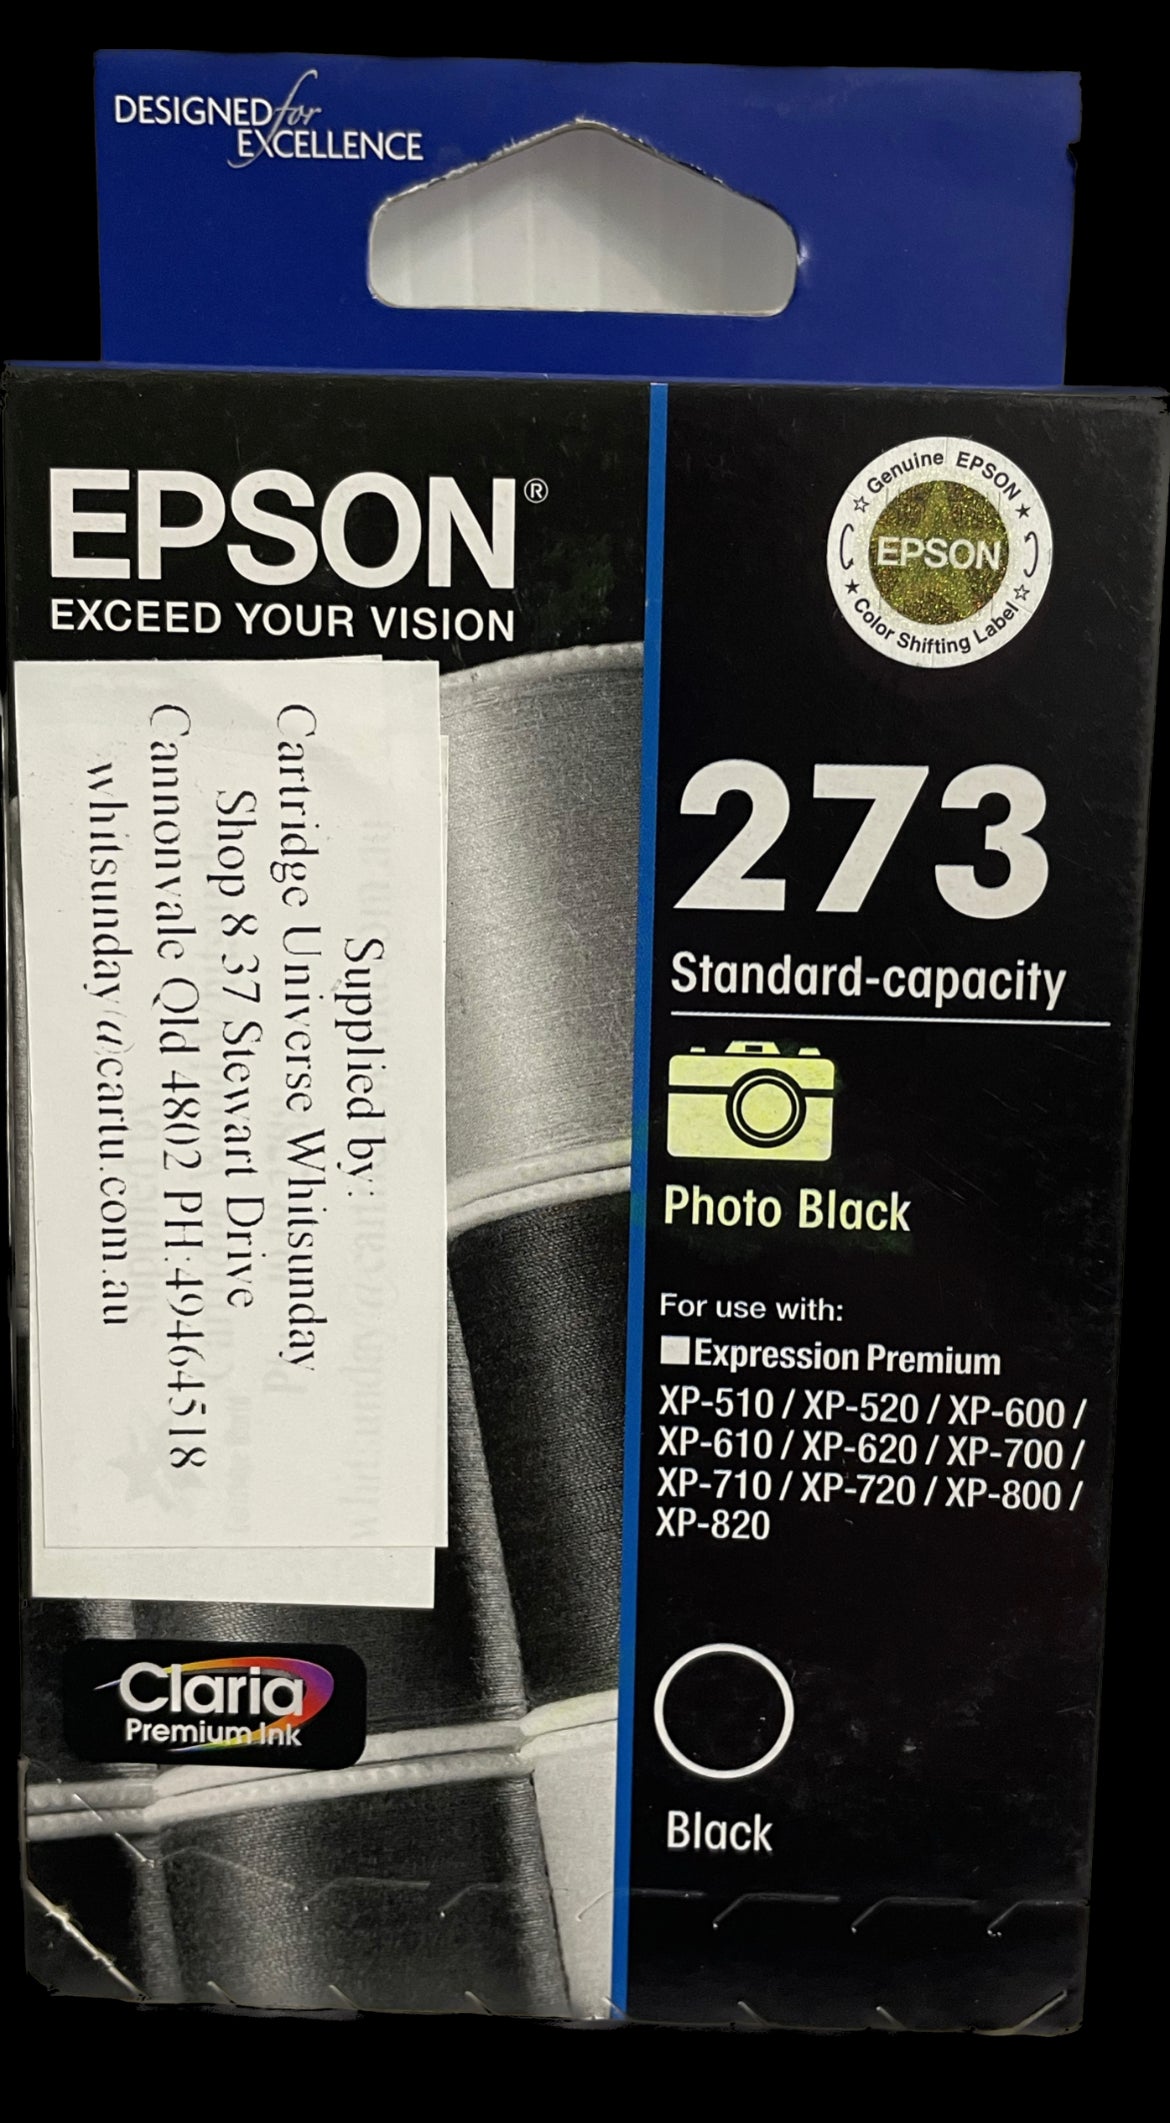 DESIGNED for
EXCELLENCE
EPSON®
EXCEED YOUR VISION
Genuine EPSON
EPSON
Color Shifting Label
273
Standard-capacity
Photo Black
For use with:
Expression Premium
XP-510 / XP-520 / XP-600 /
XP-610 / XP-620 / XP-700 /
XP-710 / XP-720 / XP-800 /
XP-820
Black
Supplied by:
Cartridge Universe Whitsunday
Shop 8 37 Stewart Drive
Cannonvale Qld 4802 PH:49464518
whitsunday@cartu.com.au
Claria
Premium Ink